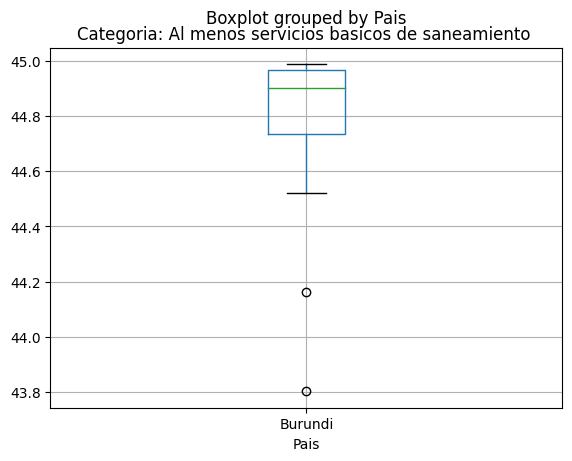 Boxplot grouped by Pais
Categoria: Al menos servicios basicos de saneamiento
45.0
44.8
44.6
44.4
44.2
44.0
43.8
Burundi
Pais